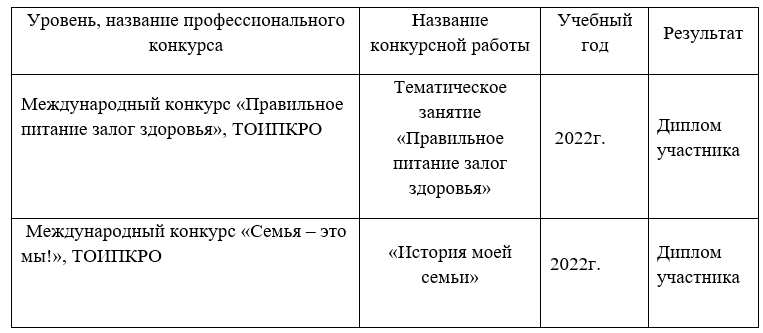 Уровень, название профессионального
конкурса
Название
конкурсной работы
Учебный
год
Результат
Международный конкурс «Правильное
питание залог здоровья», ТОИПКРО
Тематическое
занятие
«Правильное
питание залог
здоровья»
2022г.
Диплом
участника
Международный конкурс «Семья – это
мы!», ТОИПКРО
«История моей
семьи»
2022г.
Диплом
участника